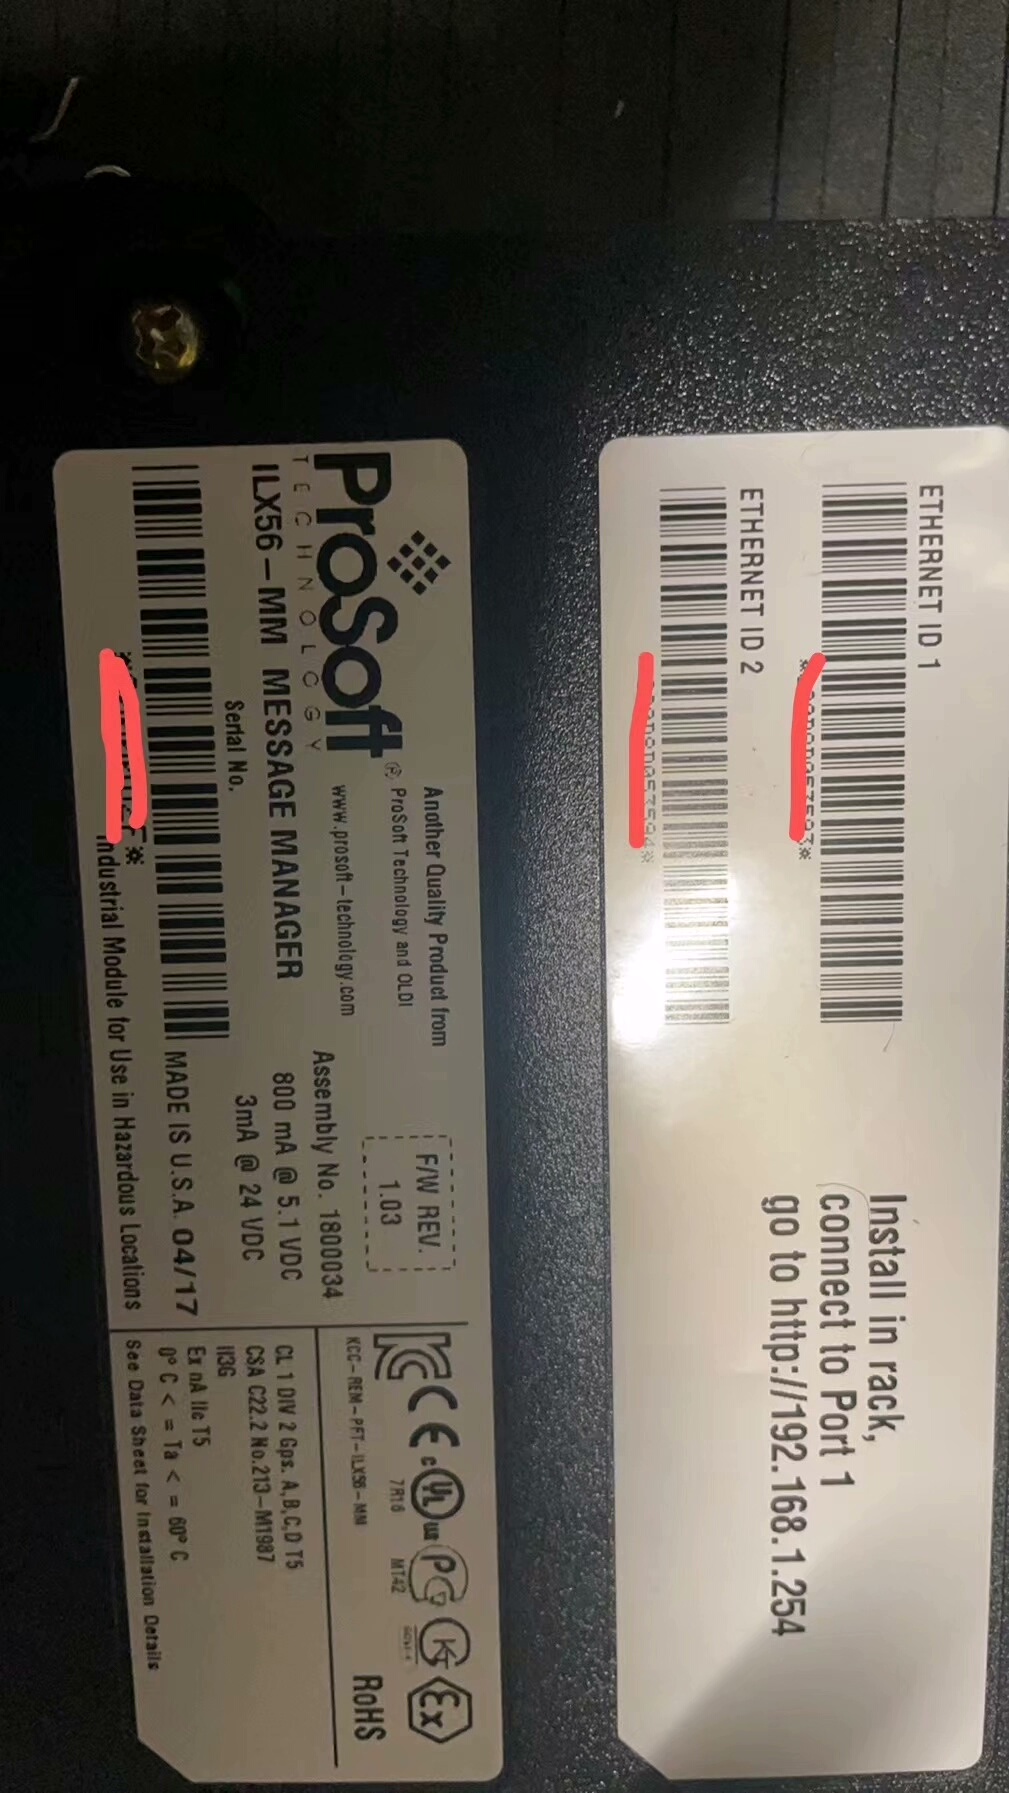 ETHERNET ID 1
ETHERNET ID 2
Install in rack,
connect to Port 1
go to http://192.168.1.254
ProSoft®
TECHNOLOGY
ILX56-MM MESSAGE MANAGER
Serial No.
Another Quality Product from
ProSoft Technology and OLDI
www.prosoft-technology.com
F/W REV.
1.03
Assembly No. 1800034
800 mA @ 5.1 VDC
3mA @ 24 VDC
MADE IS U.S.A. 04/17
Industrial Module for Use in Hazardous Locations
CE
c UL us
7R16
MT42
Ex
KCC-REM-PFT-ILX56-MM
RoHS
CL 1 DIV 2 Gps. A,B,C,D T5
CSA C22.2 No.213-M1987
II3G
Ex nA IIc T5
0° C < = Ta < = 60° C
See Data Sheet for Installation Details